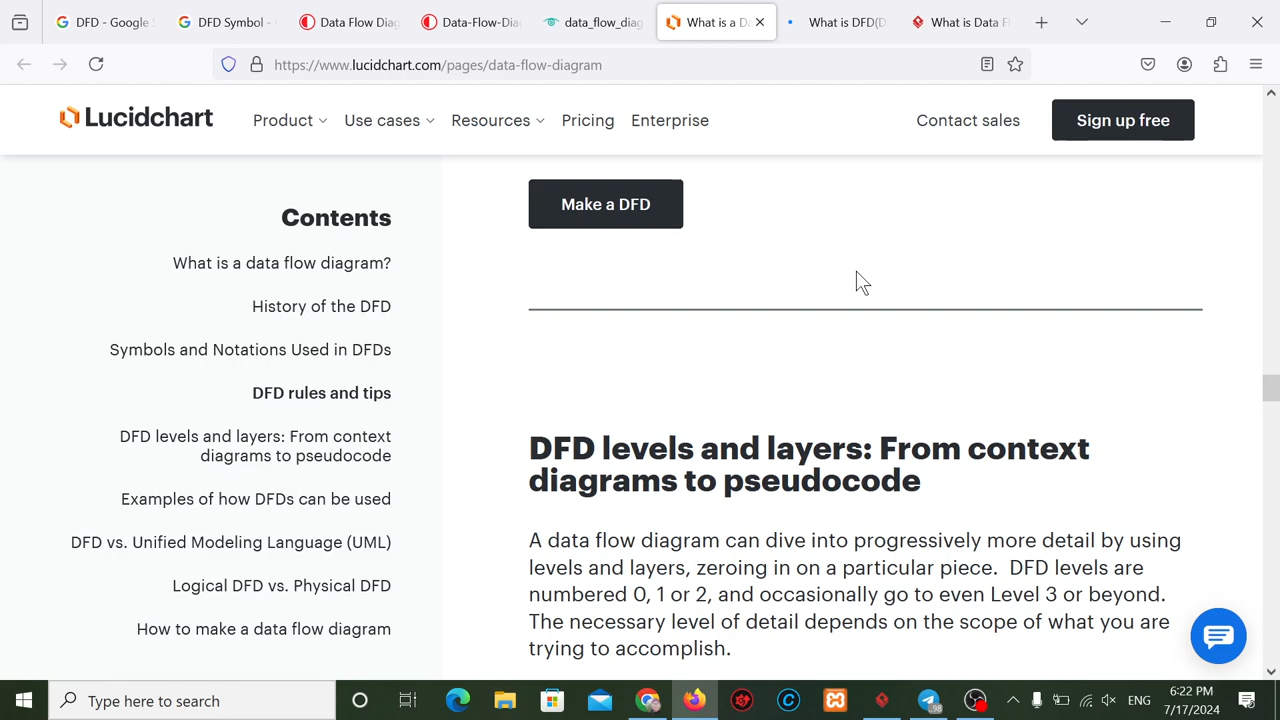 DFD - Google
DFD Symbol -
Data Flow Diag
Data-Flow-Dia
data_flow_diag
What is a Da
What is DFD(D
What is Data Fl
https://www.lucidchart.com/pages/data-flow-diagram
Lucidchart
Product
Use cases
Resources
Pricing
Enterprise
Contact sales
Sign up free
Make a DFD
Contents
What is a data flow diagram?
History of the DFD
Symbols and Notations Used in DFDs
DFD rules and tips
DFD levels and layers: From context
diagrams to pseudocode
Examples of how DFDs can be used
DFD vs. Unified Modeling Language (UML)
Logical DFD vs. Physical DFD
How to make a data flow diagram
DFD levels and layers: From context
diagrams to pseudocode
A data flow diagram can dive into progressively more detail by using
levels and layers, zeroing in on a particular piece.  DFD levels are
numbered 0, 1 or 2, and occasionally go to even Level 3 or beyond.
The necessary level of detail depends on the scope of what you are
trying to accomplish.
Type here to search
98
ENG
6:22 PM
7/17/2024